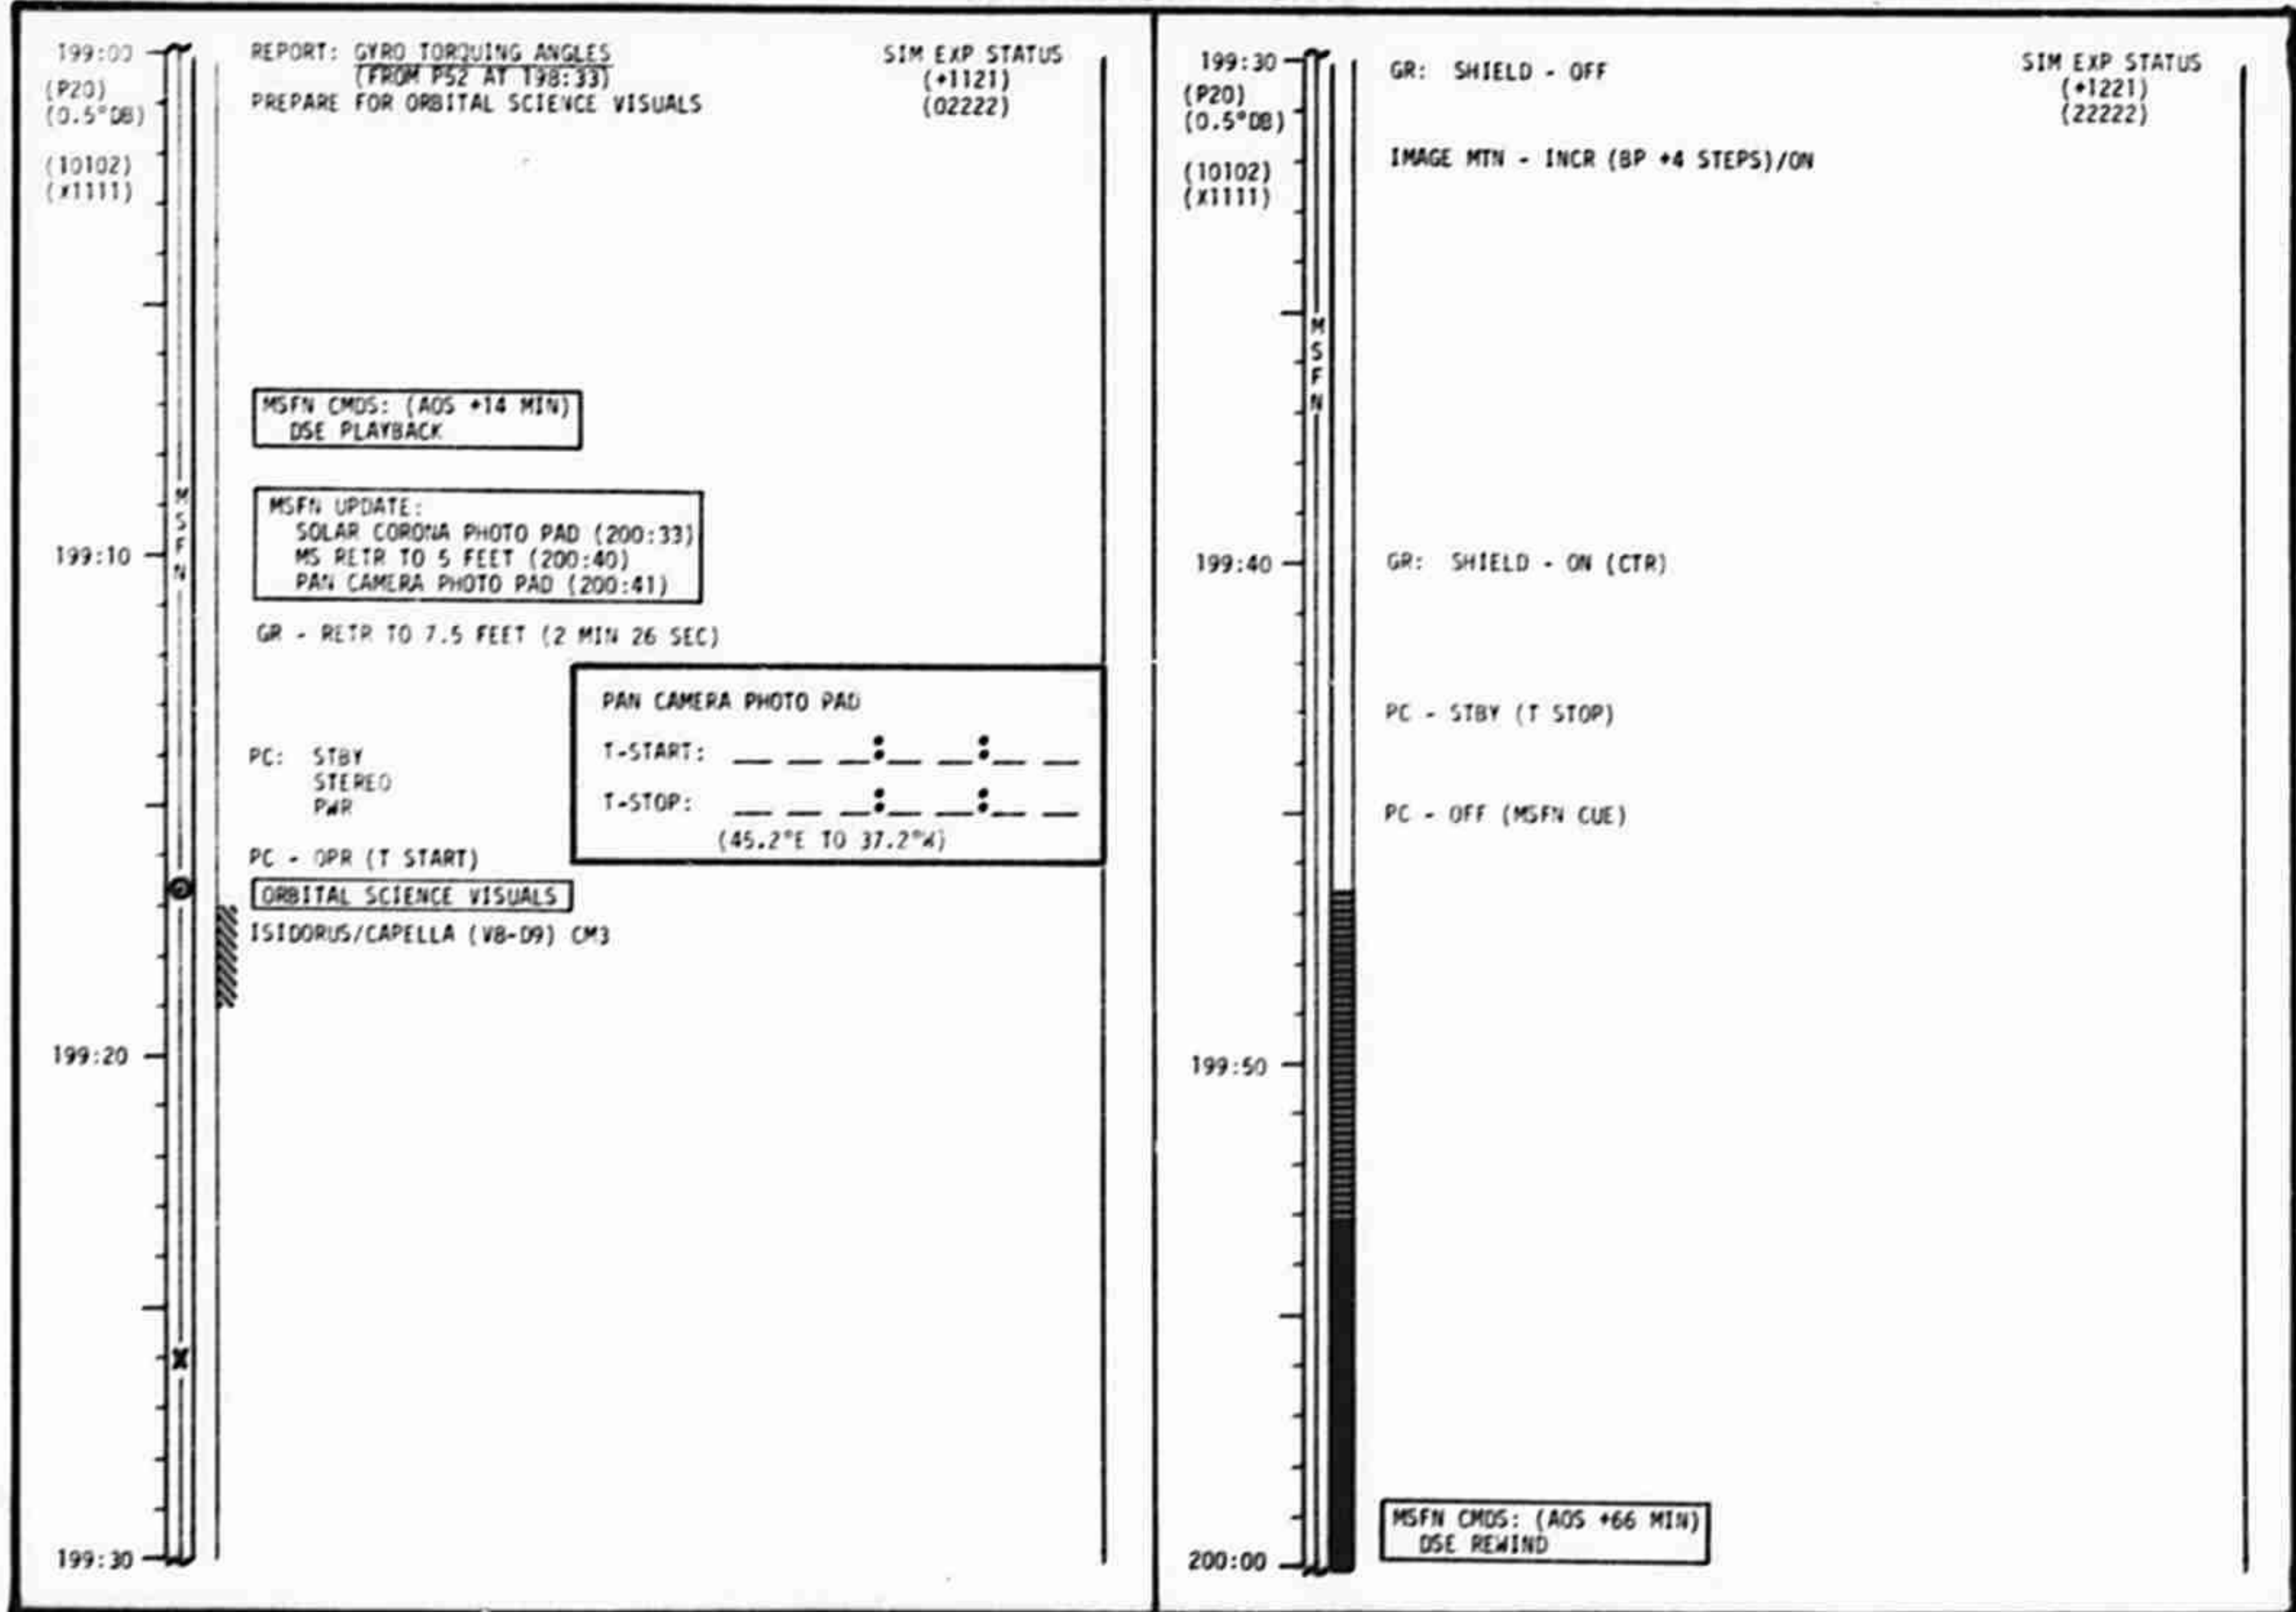 199:00
(P20)
(0.5°DB)
(10102)
(X1111)
REPORT: GYRO TORQUING ANGLES
(FROM P52 AT 198:33)
PREPARE FOR ORBITAL SCIENCE VISUALS
SIM EXP STATUS
(+1121)
(02222)
MSFN CMDS: (AOS +14 MIN)
DSE PLAYBACK
MSFN
MSFN UPDATE:
SOLAR CORONA PHOTO PAD (200:33)
MS RETR TO 5 FEET (200:40)
PAN CAMERA PHOTO PAD (200:41)
199:10
GR - RETR TO 7.5 FEET (2 MIN 26 SEC)
PAN CAMERA PHOTO PAD
T-START: __ __ __:__ __:__ __
T-STOP: __ __ __:__ __:__ __
(45.2°E TO 37.2°W)
PC: STBY
STEREO
PWR
PC - OPR (T START)
ORBITAL SCIENCE VISUALS
ISIDORUS/CAPELLA (V8-D9) CM3
199:20
X
199:30
199:30
(P20)
(0.5°DB)
(10102)
(X1111)
GR: SHIELD - OFF
SIM EXP STATUS
(+1221)
(22222)
IMAGE MTN - INCR (BP +4 STEPS)/ON
MSFN
199:40
GR: SHIELD - ON (CTR)
PC - STBY (T STOP)
PC - OFF (MSFN CUE)
199:50
MSFN CMDS: (AOS +66 MIN)
DSE REWIND
200:00